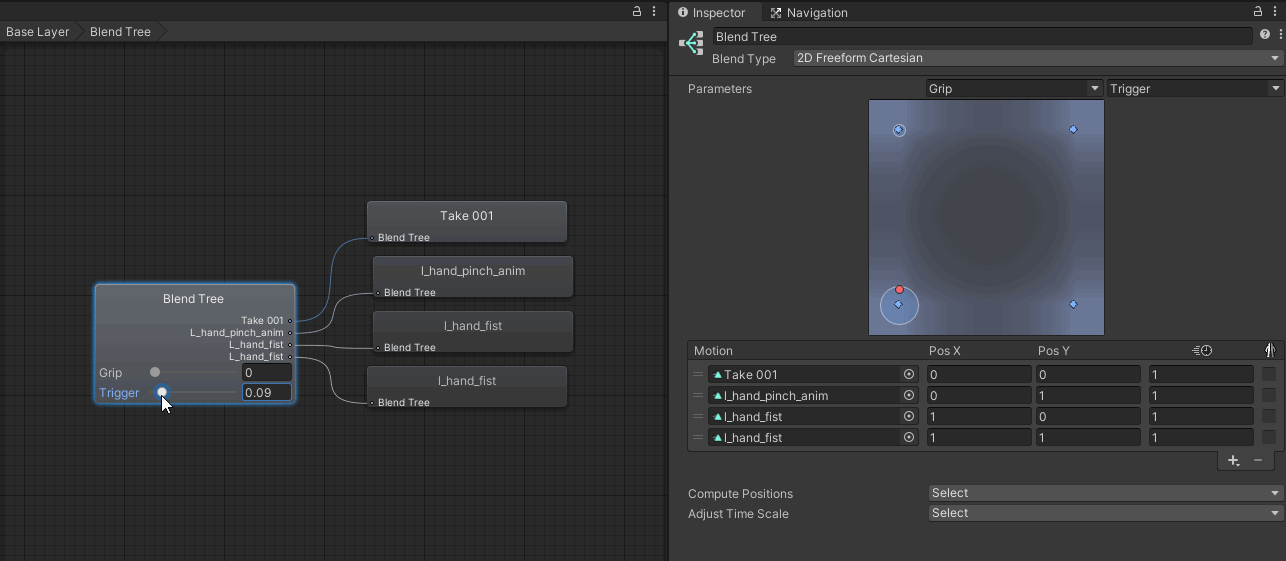 Base Layer Blend Tree
Take 001
Blend Tree
l_hand_pinch_anim
Blend Tree
l_hand_fist
Blend Tree
l_hand_fist
Blend Tree
Blend Tree
Take 001
L_hand_pinch_anim
L_hand_fist
L_hand_fist
Grip 0
Trigger 0.09
Inspector Navigation
Blend Tree
Blend Type 2D Freeform Cartesian
Parameters Grip Trigger
Motion Pos X Pos Y
Take 001 0 0 1
l_hand_pinch_anim 0 1 1
l_hand_fist 1 0 1
l_hand_fist 1 1 1
Compute Positions Select
Adjust Time Scale Select